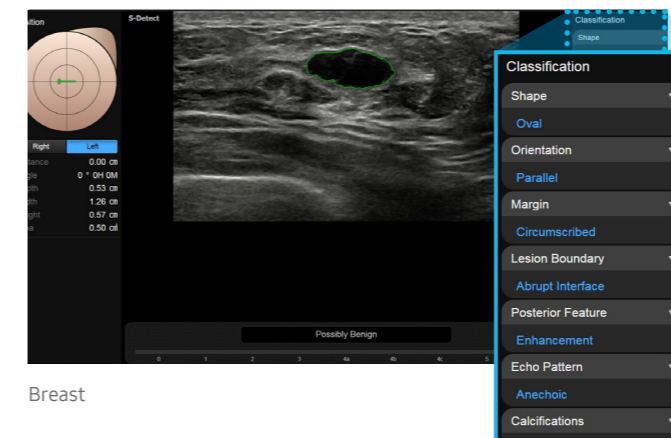 ition
S-Detect
Classification
Shape
Classification
Shape
Oval
Orientation
Parallel
Margin
Circumscribed
Lesion Boundary
Abrupt Interface
Posterior Feature
Enhancement
Echo Pattern
Anechoic
Calcifications
Right Left
stance 0.00 cm
gle 0 ° 0H 0M
pth 0.53 cm
dth 1.26 cm
ight 0.57 cm
ea 0.50 cm²
Possibly Benign
0 1 2 3 4a 4b 4c 5
Breast